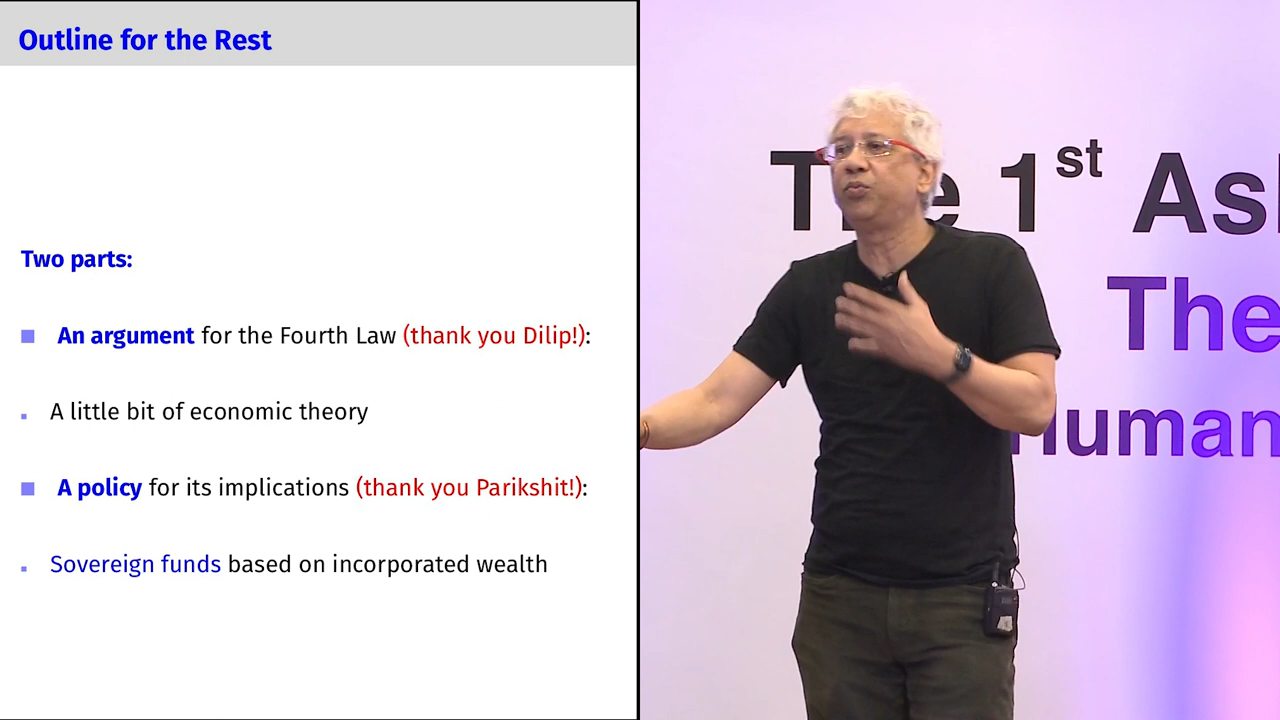 Outline for the Rest
Two parts:
An argument for the Fourth Law (thank you Dilip!):
A little bit of economic theory
A policy for its implications (thank you Parikshit!):
Sovereign funds based on incorporated wealth
The 1st As
The
Human